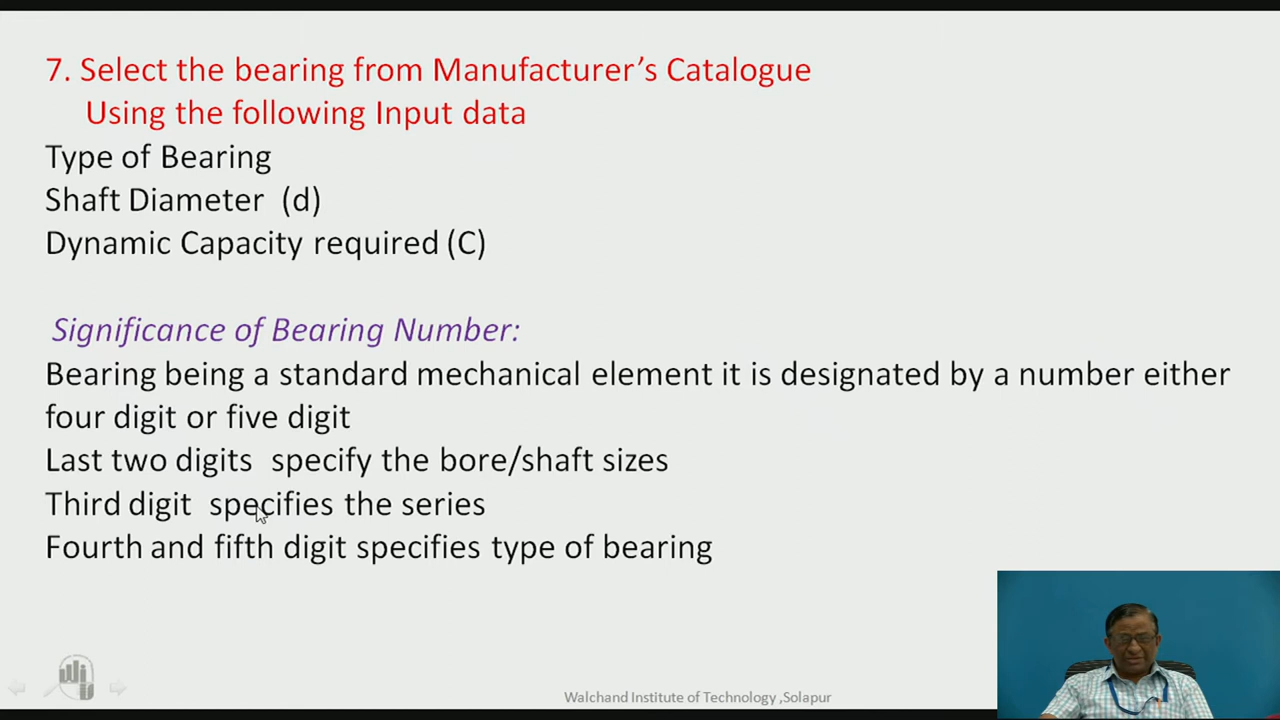 7. Select the bearing from Manufacturer’s Catalogue
Using the following Input data
Type of Bearing
Shaft Diameter (d)
Dynamic Capacity required (C)
Significance of Bearing Number:
Bearing being a standard mechanical element it is designated by a number either
four digit or five digit
Last two digits specify the bore/shaft sizes
Third digit specifies the series
Fourth and fifth digit specifies type of bearing
Walchand Institute of Technology ,Solapur